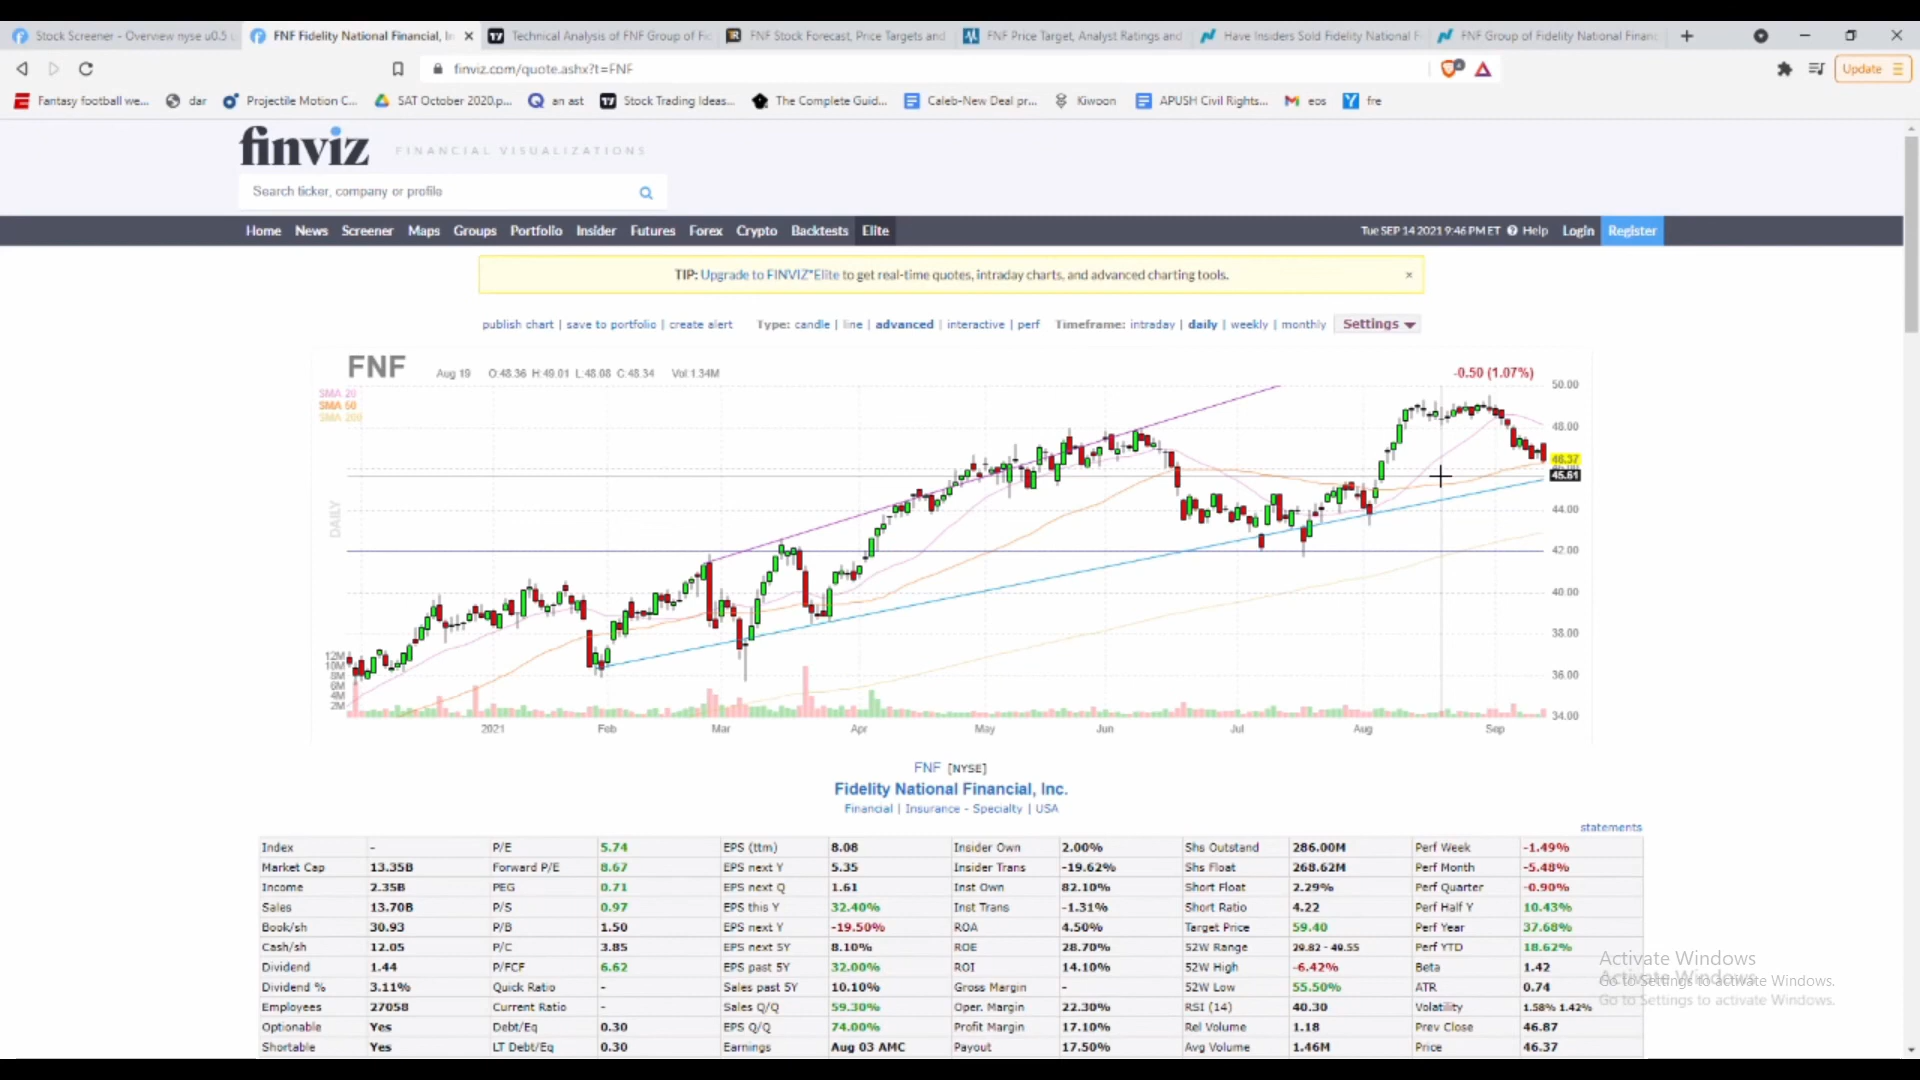 Stock Screener - Overview nyse u0.5 u
FNF Fidelity National Financial, In
Technical Analysis of FNF Group of Fid
FNF Stock Forecast, Price Targets and
FNF Price Target, Analyst Ratings and
Have Insiders Sold Fidelity National F
FNF Group of Fidelity National Financ
finviz.com/quote.ashx?t=FNF
Update
Fantasy football we...
dar
Projectile Motion C...
SAT October 2020.p...
an ast
Stock Trading Ideas...
The Complete Guid...
Caleb-New Deal pr...
Kiwoon
APUSH Civil Rights...
eos
fre
finviz FINANCIAL VISUALIZATIONS
Search ticker, company or profile
Home News Screener Maps Groups Portfolio Insider Futures Forex Crypto Backtests Elite
Tue SEP 14 2021 9:46 PM ET Help Login Register
TIP: Upgrade to FINVIZ*Elite to get real-time quotes, intraday charts, and advanced charting tools. ×
publish chart | save to portfolio | create alert Type: candle | line | advanced | interactive | perf Timeframe: intraday | daily | weekly | monthly Settings
FNF Aug 19 O:48.36 H:49.01 L:48.08 C:48.34 Vol:1.34M -0.50 (1.07%)
SMA 20
SMA 50
SMA 200
DAILY
50.00
48.00
46.37
45.61
44.00
42.00
40.00
38.00
36.00
34.00
12M
10M
8M
6M
4M
2M
2021 Feb Mar Apr May Jun Jul Aug Sep
FNF [NYSE]
Fidelity National Financial, Inc.
Financial | Insurance - Specialty | USA
statements
Index - P/E 5.74 EPS (ttm) 8.08 Insider Own 2.00% Shs Outstand 286.00M Perf Week -1.49%
Market Cap 13.35B Forward P/E 8.67 EPS next Y 5.35 Insider Trans -19.62% Shs Float 268.62M Perf Month -5.48%
Income 2.35B PEG 0.71 EPS next Q 1.61 Inst Own 82.10% Short Float 2.29% Perf Quarter -0.90%
Sales 13.70B P/S 0.97 EPS this Y 32.40% Inst Trans -1.31% Short Ratio 4.22 Perf Half Y 10.43%
Book/sh 30.93 P/B 1.50 EPS next Y -19.50% ROA 4.50% Target Price 59.40 Perf Year 37.68%
Cash/sh 12.05 P/C 3.85 EPS next 5Y 8.10% ROE 28.70% 52W Range 29.82 - 49.55 Perf YTD 18.62%
Dividend 1.44 P/FCF 6.62 EPS past 5Y 32.00% ROI 14.10% 52W High -6.42% Beta 1.42
Dividend % 3.11% Quick Ratio - Sales past 5Y 10.10% Gross Margin - 52W Low 55.50% ATR 0.74
Employees 27058 Current Ratio - Sales Q/Q 59.30% Oper. Margin 22.30% RSI (14) 40.30 Volatility 1.58% 1.42%
Optionable Yes Debt/Eq 0.30 EPS Q/Q 74.00% Profit Margin 17.10% Rel Volume 1.18 Prev Close 46.87
Shortable Yes LT Debt/Eq 0.30 Earnings Aug 03 AMC Payout 17.50% Avg Volume 1.46M Price 46.37
Activate Windows
Activate Windows
Go to Settings to activate Windows.
Go to Settings to activate Windows.